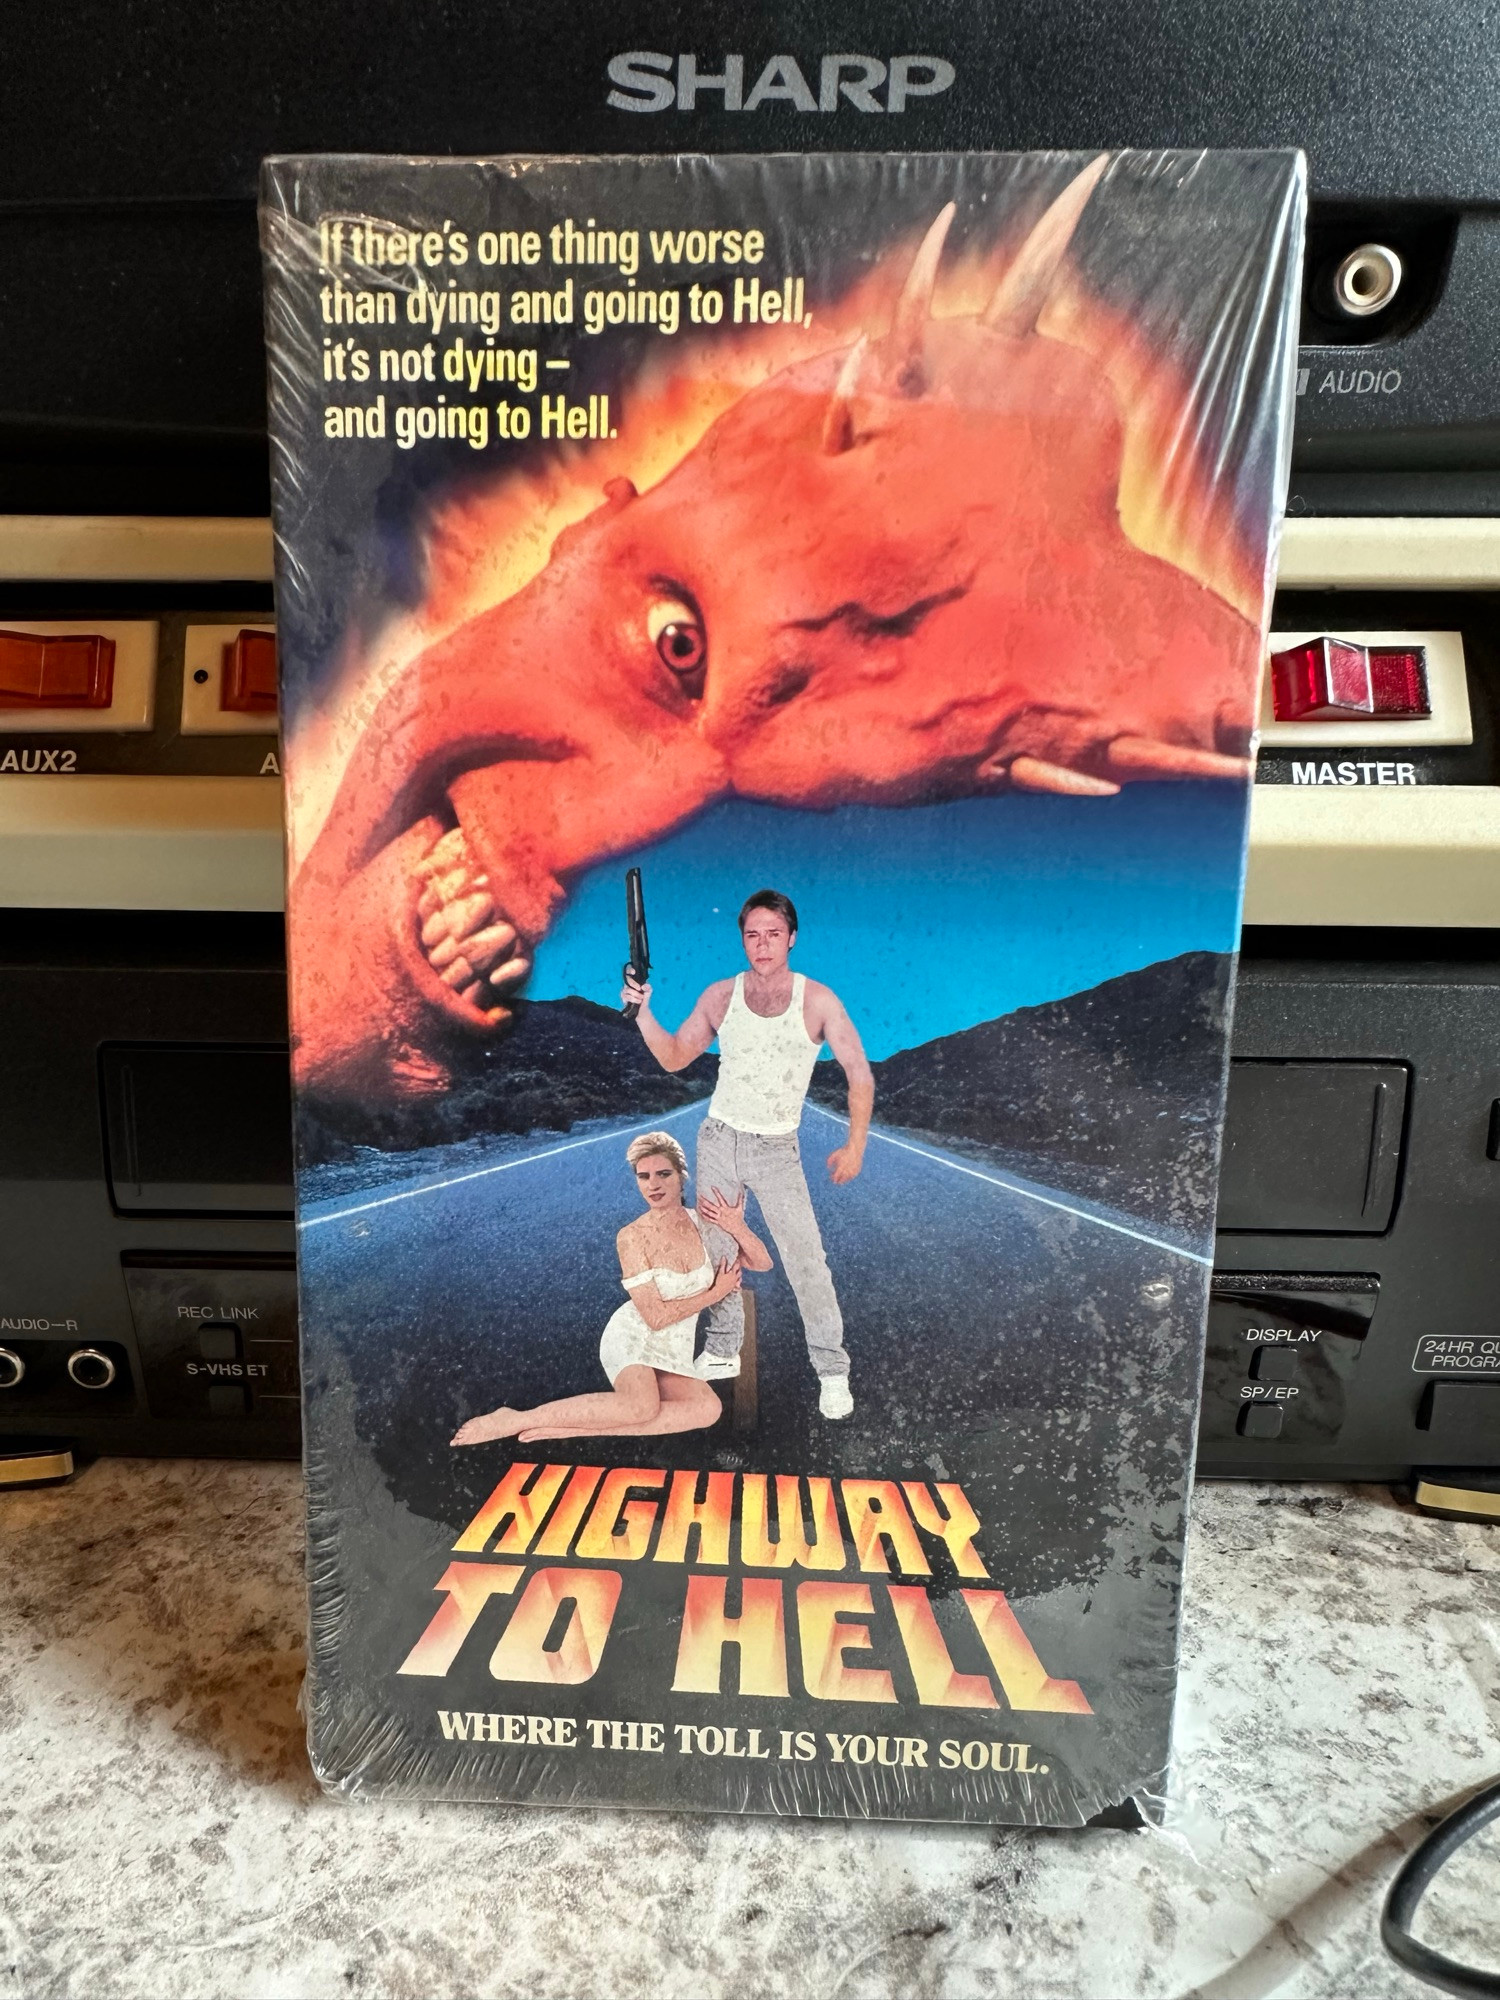 SHARP
If there's one thing worse
than dying and going to Hell,
it's not dying –
and going to Hell.
AUDIO
AUX2
A
MASTER
AUDIO–R
REC LINK
S-VHS ET
DISPLAY
SP/EP
24HR
HIGHWAY
TO HELL
WHERE THE TOLL IS YOUR SOUL.